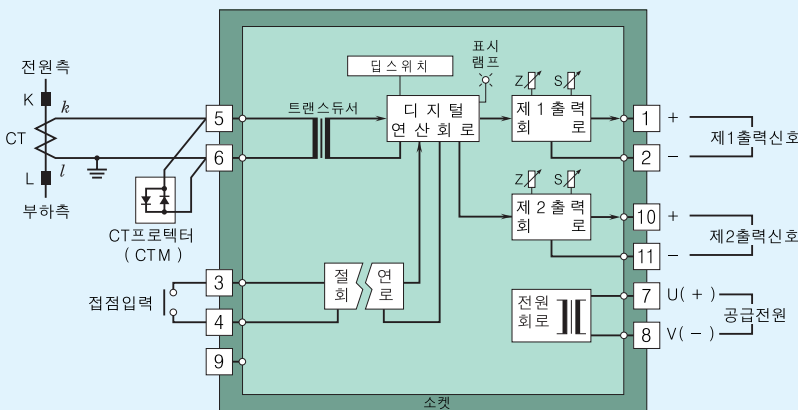 전원측
K
k
CT
L
l
부하측
CT프로텍터
( CTM )
접점입력
5
6
3
4
9
트랜스듀서
딥스위치
표시
램프
디 지 털
연 산 회 로
Z
S
제 1 출 력
회 로
Z
S
제 2 출 력
회 로
절 연
회 로
전원
회로
1
+
2
−
제1출력신호
10
+
11
−
제2출력신호
7
U( + )
8
V( − )
공급전원
소켓